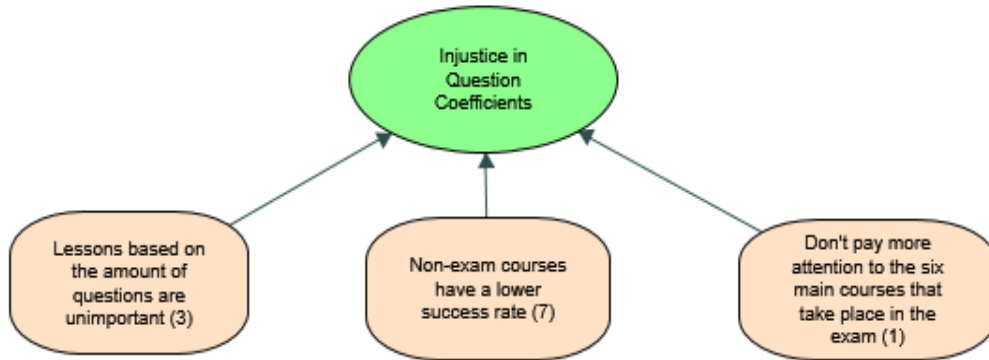 Injustice in
Question
Coefficients
Lessons based on
the amount of
questions are
unimportant (3)
Non-exam courses
have a lower
success rate (7)
Don't pay more
attention to the six
main courses that
take place in the
exam (1)